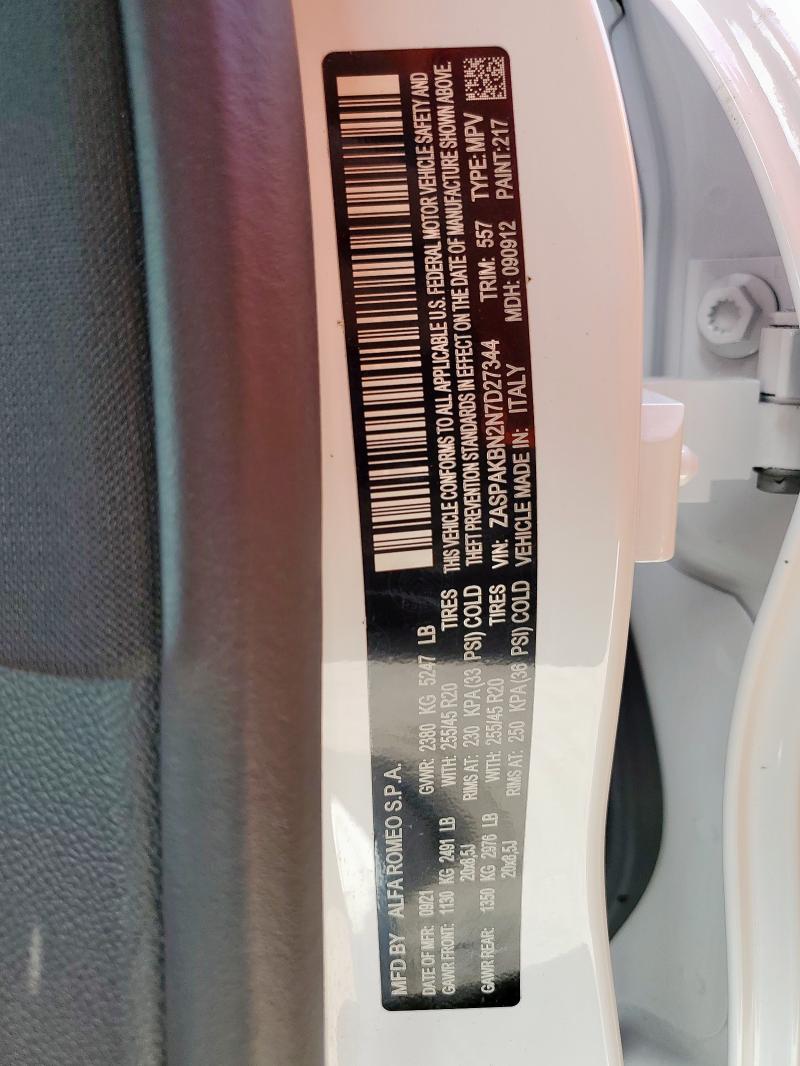 MFD BY ALFA ROMEO S.P.A.
DATE OF MFR: 09/21 GVWR: 2380 KG 5247 LB
GAWR FRONT: 1130 KG 2491 LB WITH: 255/45 R20 TIRES
20x8,5J RIMS AT: 230 KPA (33 PSI) COLD
GAWR REAR: 1350 KG 2976 LB WITH: 255/45 R20 TIRES
20x8,5J RIMS AT: 250 KPA (36 PSI) COLD
THIS VEHICLE CONFORMS TO ALL APPLICABLE U.S. FEDERAL MOTOR VEHICLE SAFETY AND
THEFT PREVENTION STANDARDS IN EFFECT ON THE DATE OF MANUFACTURE SHOWN ABOVE.
VIN: ZASPAKBN2N7D27344 TRIM: 557 TYPE: MPV
VEHICLE MADE IN: ITALY MDH: 090912 PAINT: 217